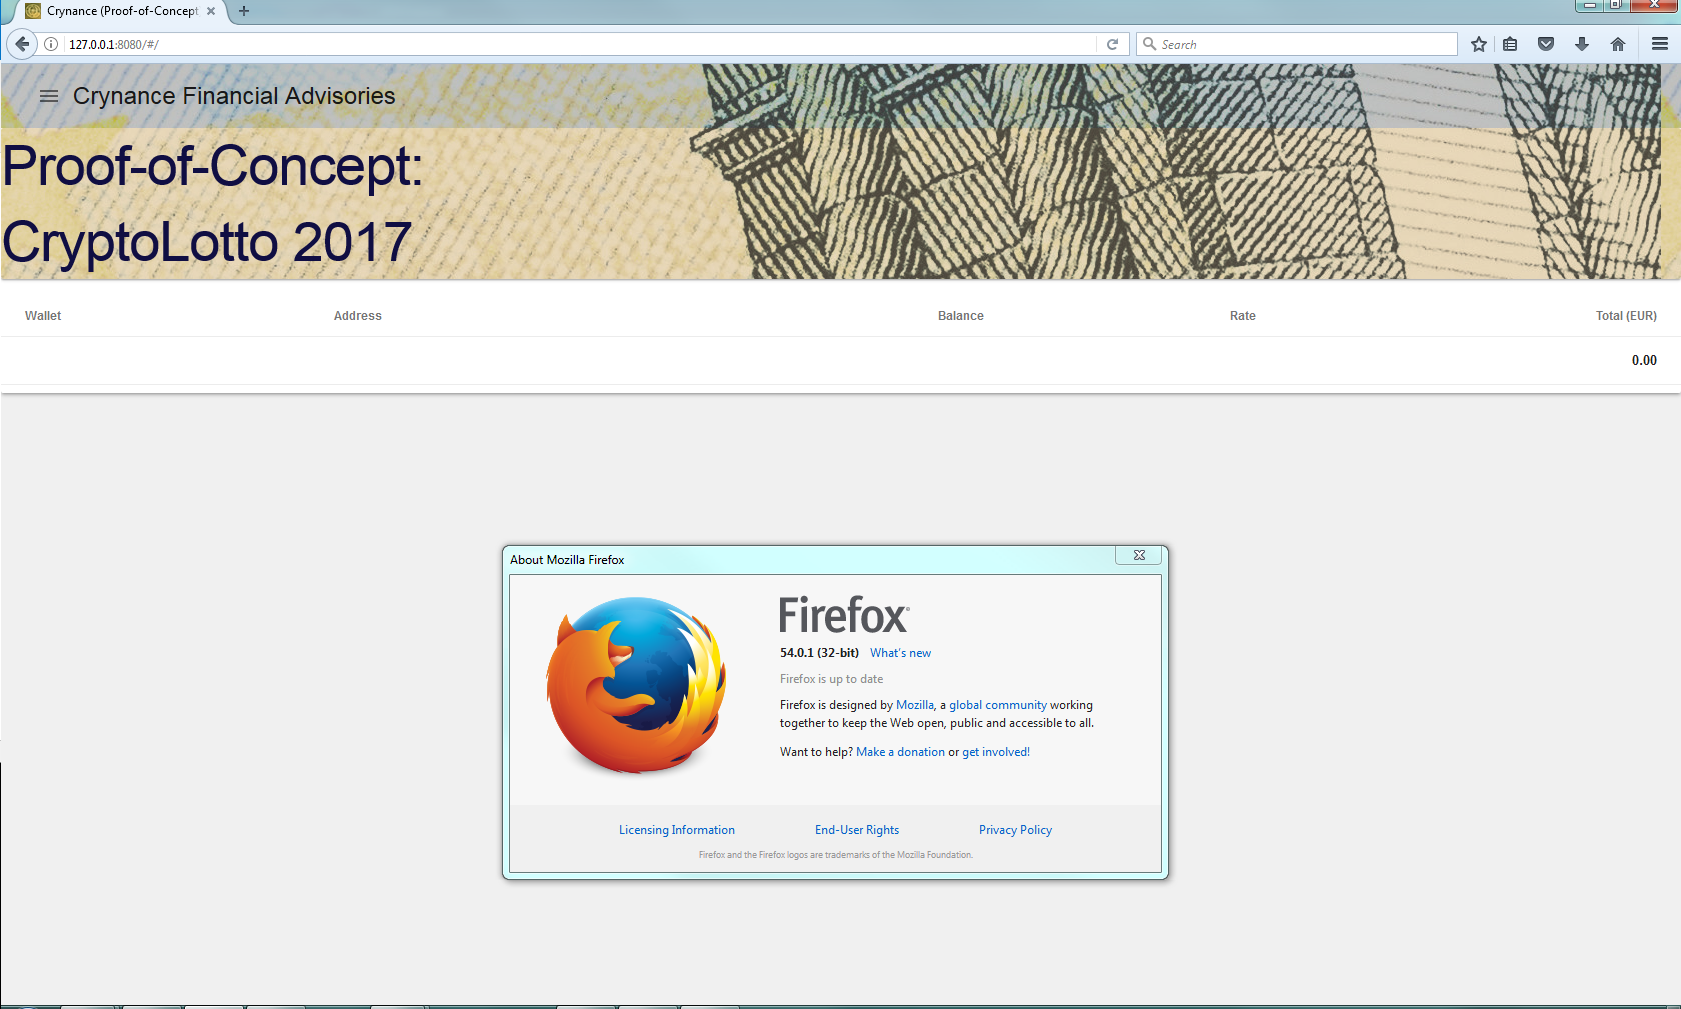 Crynance (Proof-of-Concept
127.0.0.1:8080/#/
Search
Crynance Financial Advisories
Proof-of-Concept:
CryptoLotto 2017
Wallet Address Balance Rate Total (EUR)
0.00
About Mozilla Firefox
Firefox
54.0.1 (32-bit) What's new
Firefox is up to date
Firefox is designed by Mozilla, a global community working
together to keep the Web open, public and accessible to all.
Want to help? Make a donation or get involved!
Licensing Information End-User Rights Privacy Policy
Firefox and the Firefox logos are trademarks of the Mozilla Foundation.